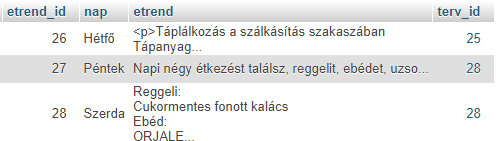 etrend_id nap etrend terv_id
26 Hétfő <p>Táplálkozás a szálkásítás szakaszában
Tápanyag... 25
27 Péntek Napi négy étkezést találsz, reggelit, ebédet, uzso... 28
28 Szerda Reggeli:
Cukormentes fonott kalács
Ebéd:
ORJALE... 28